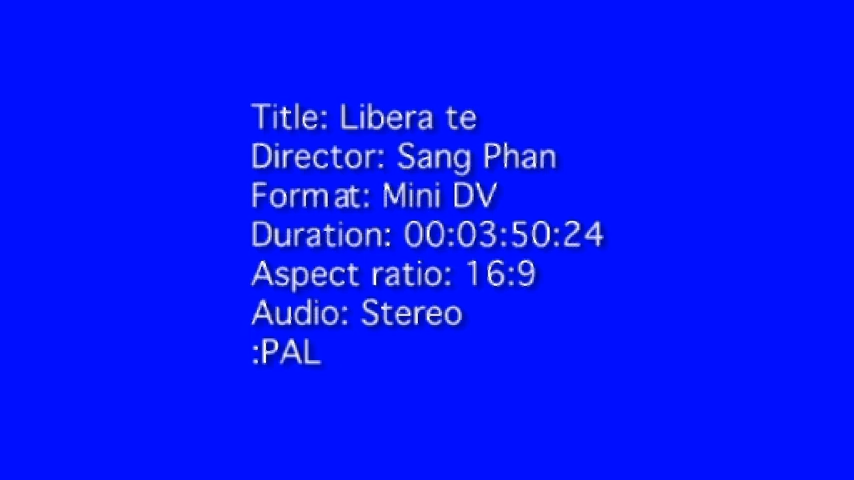 Title: Libera te
Director: Sang Phan
Format: Mini DV
Duration: 00:03:50:24
Aspect ratio: 16:9
Audio: Stereo
:PAL